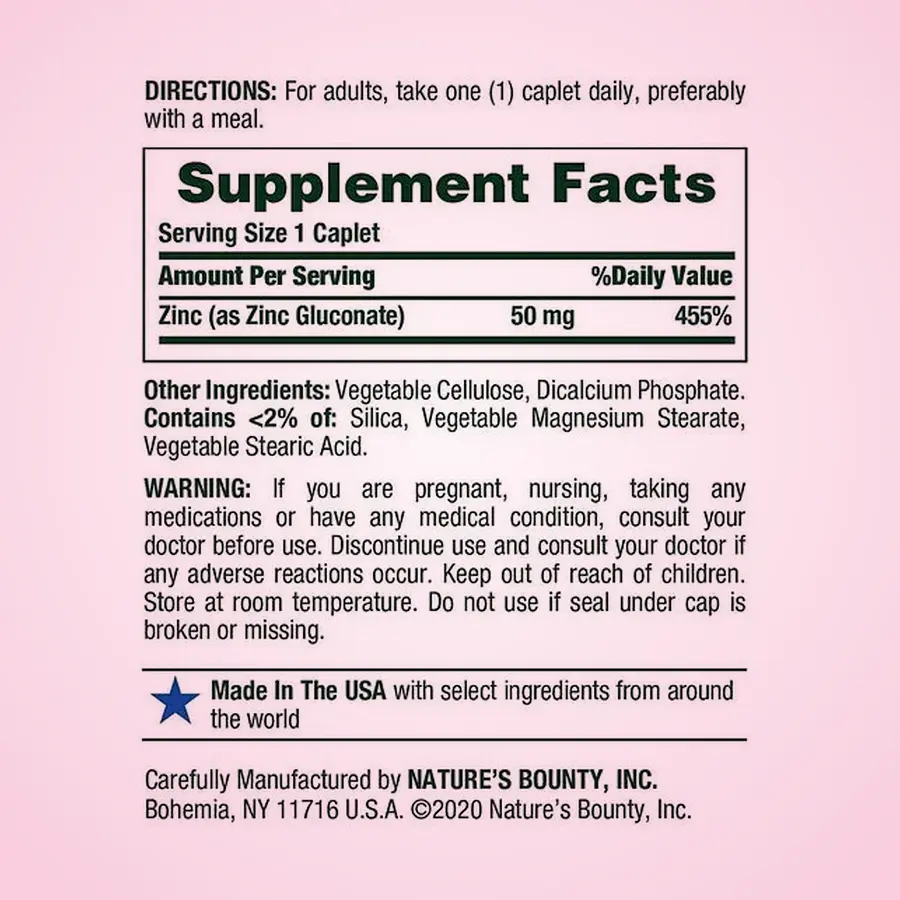 DIRECTIONS: For adults, take one (1) caplet daily, preferably
with a meal.
Supplement Facts
Serving Size 1 Caplet
Amount Per Serving %Daily Value
Zinc (as Zinc Gluconate) 50 mg 455%
Other Ingredients: Vegetable Cellulose, Dicalcium Phosphate.
Contains <2% of: Silica, Vegetable Magnesium Stearate,
Vegetable Stearic Acid.
WARNING: If you are pregnant, nursing, taking any
medications or have any medical condition, consult your
doctor before use. Discontinue use and consult your doctor if
any adverse reactions occur. Keep out of reach of children.
Store at room temperature. Do not use if seal under cap is
broken or missing.
Made In The USA with select ingredients from around
the world
Carefully Manufactured by NATURE'S BOUNTY, INC.
Bohemia, NY 11716 U.S.A. ©2020 Nature's Bounty, Inc.